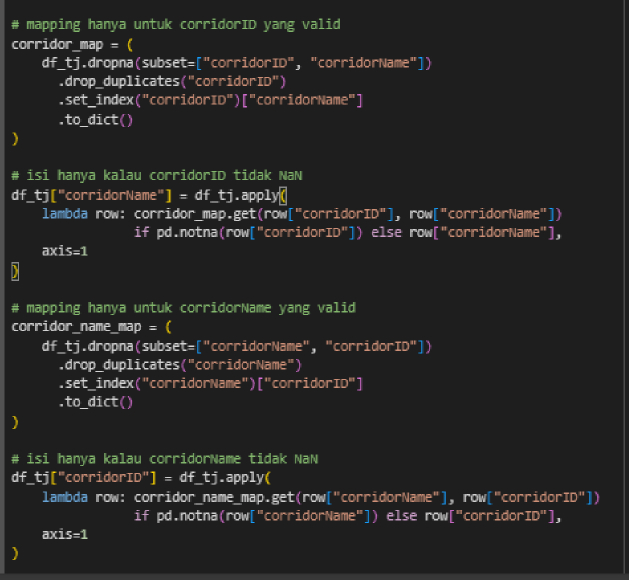 # mapping hanya untuk corridorID yang valid
corridor_map = (
    df_tj.dropna(subset=["corridorID", "corridorName"])
      .drop_duplicates("corridorID")
      .set_index("corridorID")["corridorName"]
      .to_dict()
)

# isi hanya kalau corridorID tidak NaN
df_tj["corridorName"] = df_tj.apply(
    lambda row: corridor_map.get(row["corridorID"], row["corridorName"])
                if pd.notna(row["corridorID"]) else row["corridorName"],
    axis=1
)

# mapping hanya untuk corridorName yang valid
corridor_name_map = (
    df_tj.dropna(subset=["corridorName", "corridorID"])
      .drop_duplicates("corridorName")
      .set_index("corridorName")["corridorID"]
      .to_dict()
)

# isi hanya kalau corridorName tidak NaN
df_tj["corridorID"] = df_tj.apply(
    lambda row: corridor_name_map.get(row["corridorName"], row["corridorID"])
                if pd.notna(row["corridorName"]) else row["corridorID"],
    axis=1
)